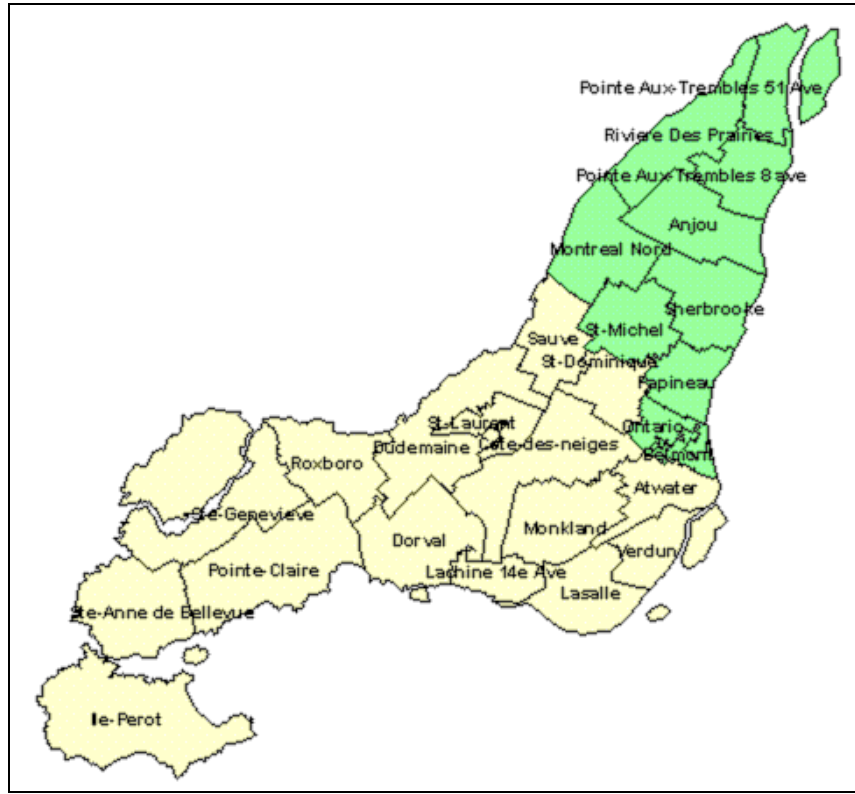 Pointe Aux-Trembles 51 Ave
Riviere Des Prairies
Pointe Aux-Trembles 8 ave
Anjou
Montreal Nord
Sherbrooke
St-Michel
Sauve
St-Dominique
Papineau
St-Laurent
Ontario
Dudemaine
Cote-des-neiges
Belmont
Roxboro
Atwater
Ste-Genevieve
Monkland
Dorval
Verdun
Pointe-Claire
Lachine 14e Ave
Lasalle
Ste-Anne de Bellevue
Ile-Perot